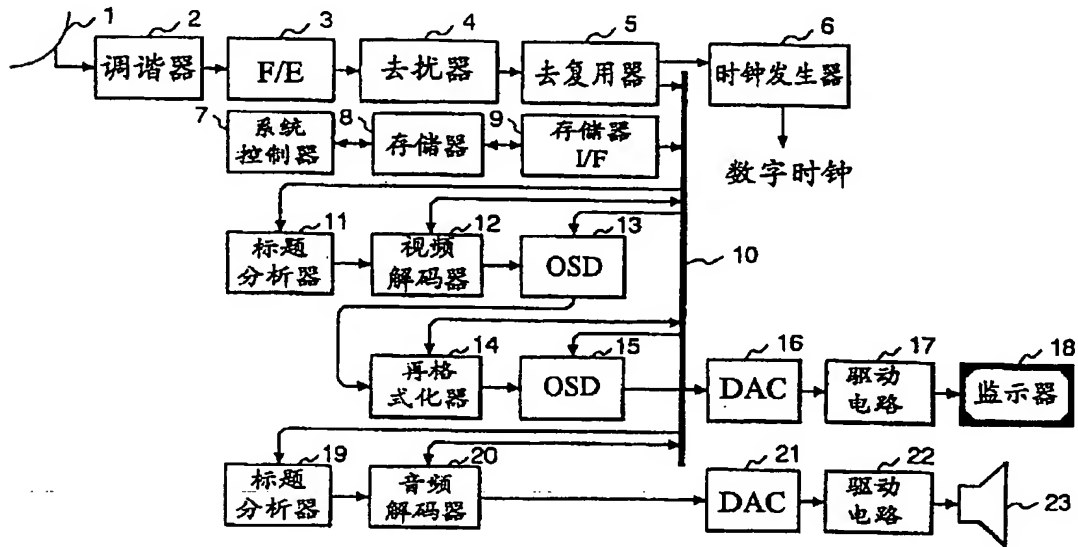 1
2
3
4
5
6
调谐器
F/E
去扰器
去复用器
时钟发生器
7
8
9
系统
控制器
存储器
存储器
I/F
数字时钟
11
12
13
标题
分析器
视频
解码器
OSD
10
14
15
16
17
18
再格
式化器
OSD
DAC
驱动
电路
监示器
19
20
21
22
标题
分析器
音频
解码器
DAC
驱动
电路
23